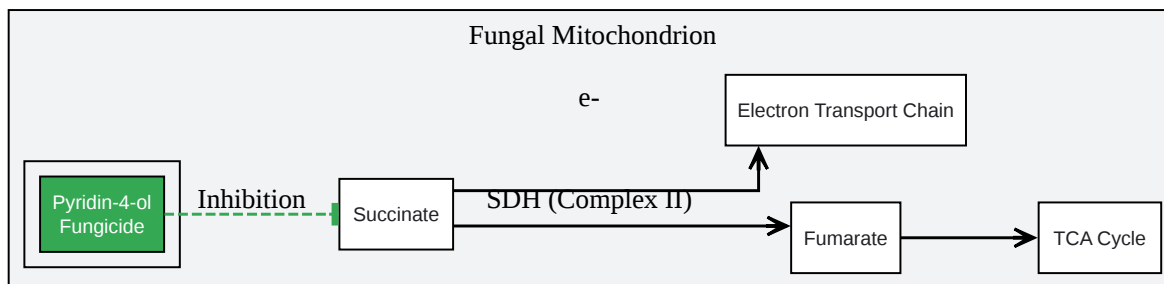 Fungal Mitochondrion
e-
Electron Transport Chain
Pyridin-4-ol
Fungicide
Inhibition
Succinate
SDH (Complex II)
Fumarate
TCA Cycle